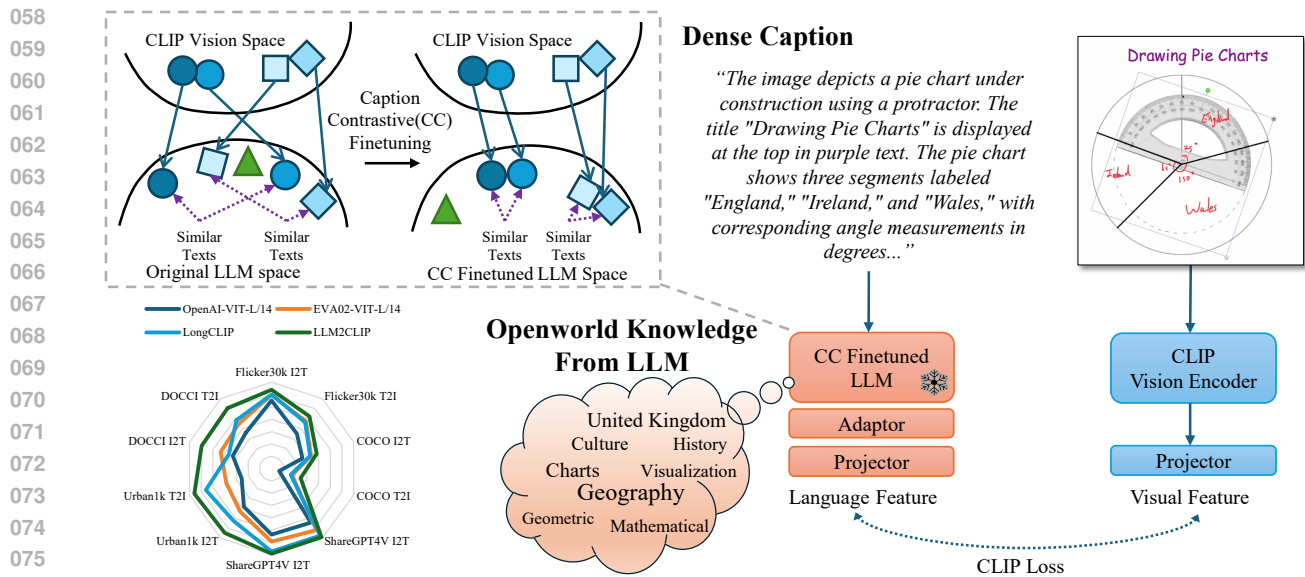 058
059
060
061
062
063
064
065
066
067
068
069
070
071
072
073
074
075
CLIP Vision Space
CLIP Vision Space
Caption
Contrastive(CC)
Finetuning
Similar
Texts
Similar
Texts
Similar
Texts
Similar
Texts
Original LLM space
CC Finetuned LLM Space
Dense Caption
“The image depicts a pie chart under
construction using a protractor. The
title "Drawing Pie Charts" is displayed
at the top in purple text. The pie chart
shows three segments labeled
"England," "Ireland," and "Wales," with
corresponding angle measurements in
degrees...”
Drawing Pie Charts
England
75°
Ireland
150°
Wales
OpenAI-VIT-L/14
EVA02-VIT-L/14
LongCLIP
LLM2CLIP
Flicker30k I2T
DOCCI T2I
Flicker30k T2I
DOCCI I2T
COCO I2T
Urban1k T2I
COCO T2I
Urban1k I2T
ShareGPT4V I2T
ShareGPT4V I2T
Openworld Knowledge
From LLM
United Kingdom
Culture
History
Charts
Visualization
Geography
Geometric
Mathematical
CC Finetuned
LLM
Adaptor
Projector
Language Feature
CLIP
Vision Encoder
Projector
Visual Feature
CLIP Loss